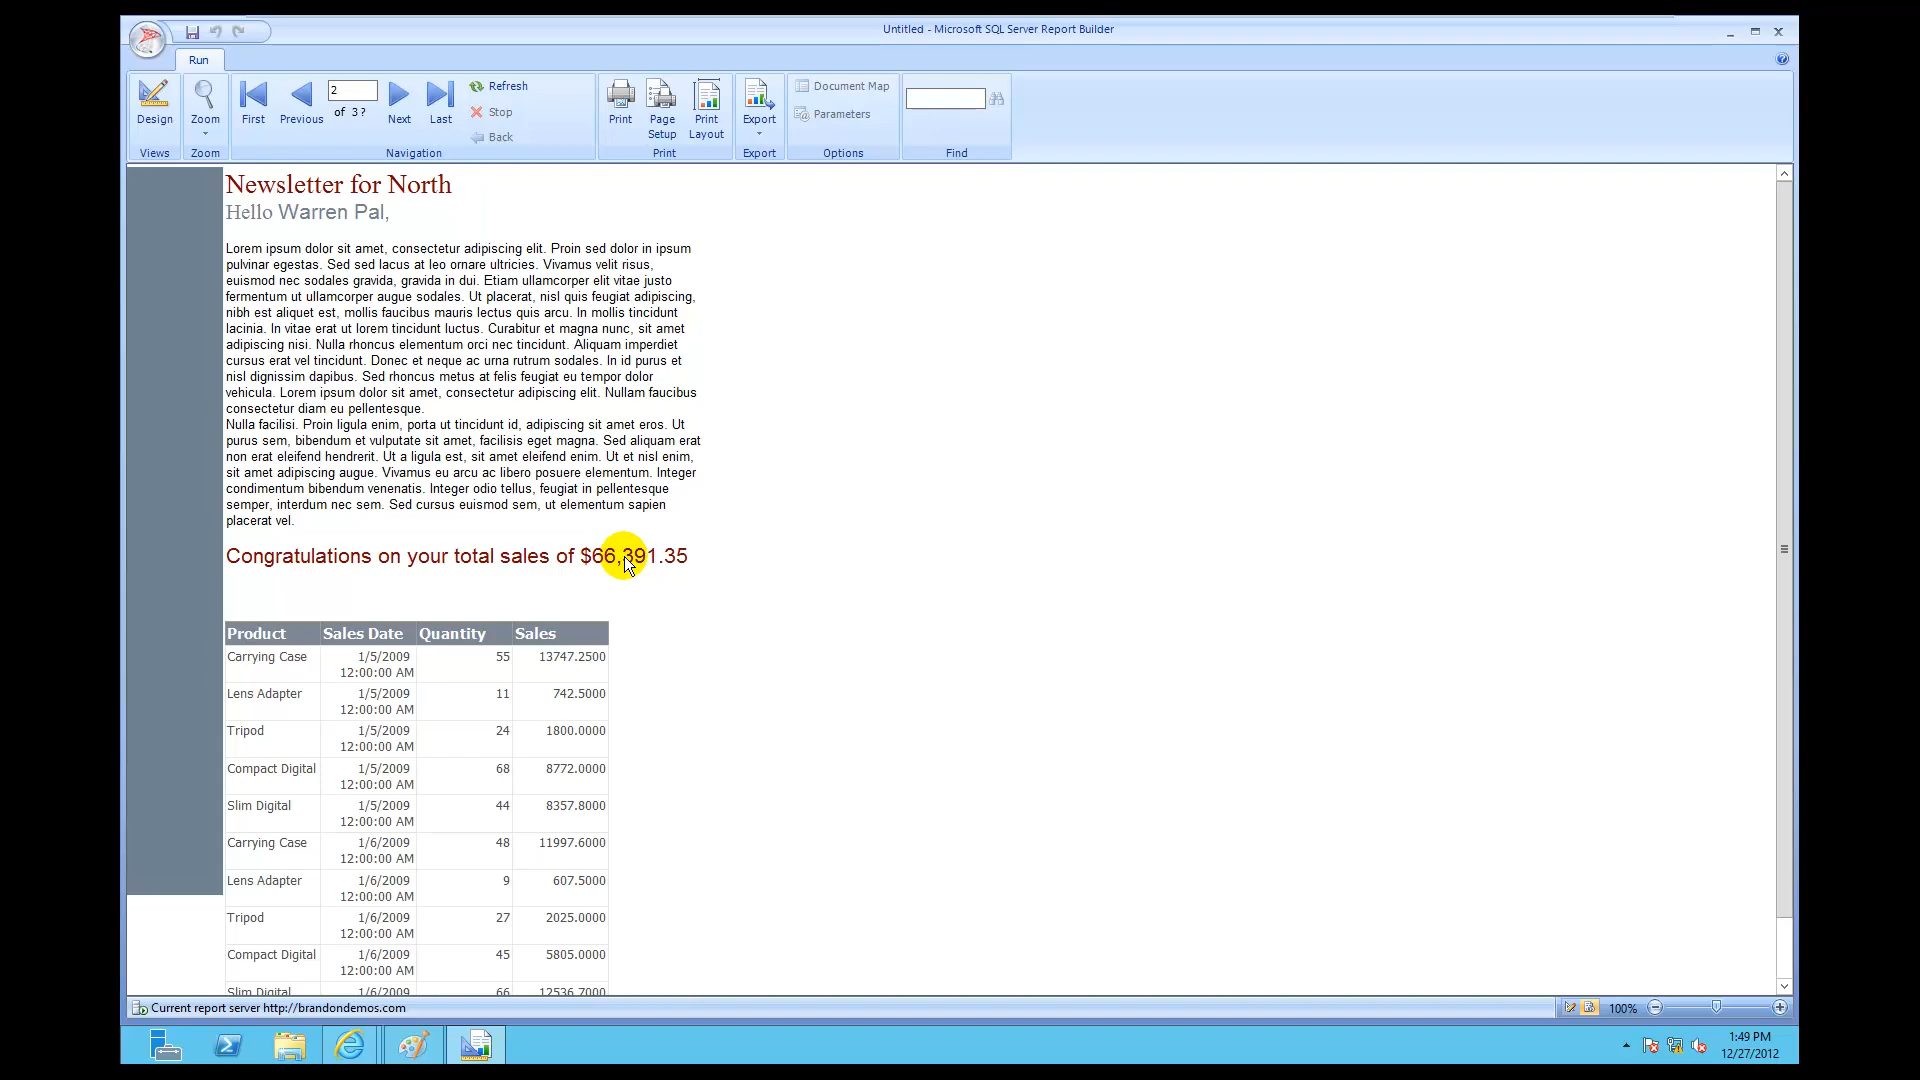 Untitled - Microsoft SQL Server Report Builder
Run
Design
Zoom
First
Previous
2
of 3 ?
Next
Last
Refresh
Stop
Back
Print
Page Setup
Print Layout
Export
Document Map
Parameters
Views
Zoom
Navigation
Print
Export
Options
Find
Newsletter for North
Hello Warren Pal,
Lorem ipsum dolor sit amet, consectetur adipiscing elit. Proin sed dolor in ipsum
pulvinar egestas. Sed sed lacus at leo ornare ultricies. Vivamus velit risus,
euismod nec sodales gravida, gravida in dui. Etiam ullamcorper elit vitae justo
fermentum ut ullamcorper augue sodales. Ut placerat, nisl quis feugiat adipiscing,
nibh est aliquet est, mollis faucibus mauris lectus quis arcu. In mollis tincidunt
lacinia. In vitae erat ut lorem tincidunt luctus. Curabitur et magna nunc, sit amet
adipiscing nisi. Nulla rhoncus elementum orci nec tincidunt. Aliquam imperdiet
cursus erat vel tincidunt. Donec et neque ac urna rutrum sodales. In id purus et
nisl dignissim dapibus. Sed rhoncus metus at felis feugiat eu tempor dolor
vehicula. Lorem ipsum dolor sit amet, consectetur adipiscing elit. Nullam faucibus
consectetur diam eu pellentesque.
Nulla facilisi. Proin ligula enim, porta ut tincidunt id, adipiscing sit amet eros. Ut
purus sem, bibendum et vulputate sit amet, facilisis eget magna. Sed aliquam erat
non erat eleifend hendrerit. Ut a ligula est, sit amet eleifend enim. Ut et nisl enim,
sit amet adipiscing augue. Vivamus eu arcu ac libero posuere elementum. Integer
condimentum bibendum venenatis. Integer odio tellus, feugiat in pellentesque
semper, interdum nec sem. Sed cursus euismod sem, ut elementum sapien
placerat vel.
Congratulations on your total sales of $66,391.35
Product Sales Date Quantity Sales
Carrying Case 1/5/2009 55 13747.2500
12:00:00 AM
Lens Adapter 1/5/2009 11 742.5000
12:00:00 AM
Tripod 1/5/2009 24 1800.0000
12:00:00 AM
Compact Digital 1/5/2009 68 8772.0000
12:00:00 AM
Slim Digital 1/5/2009 44 8357.8000
12:00:00 AM
Carrying Case 1/6/2009 48 11997.6000
12:00:00 AM
Lens Adapter 1/6/2009 9 607.5000
12:00:00 AM
Tripod 1/6/2009 27 2025.0000
12:00:00 AM
Compact Digital 1/6/2009 45 5805.0000
12:00:00 AM
Slim Digital 1/6/2009 66 12536.7000
Current report server http://brandondemos.com
100%
1:49 PM
12/27/2012